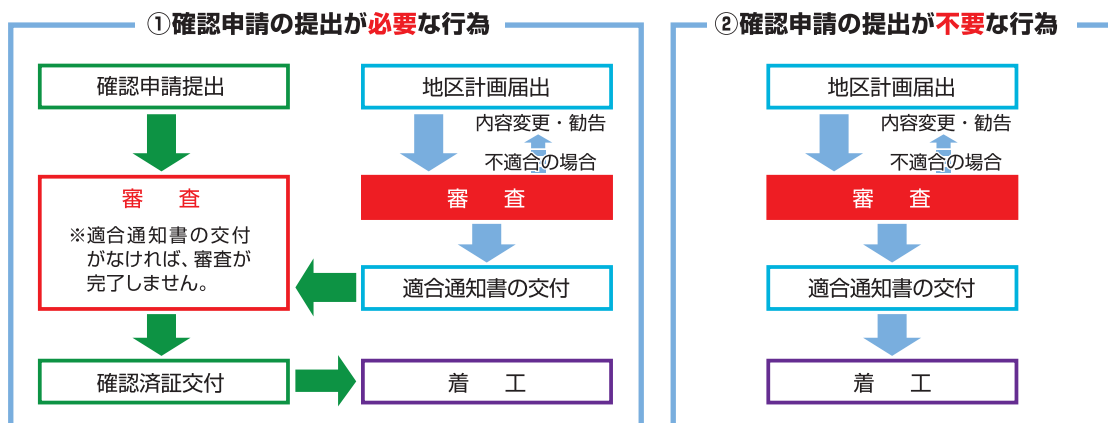 ①確認申請の提出が必要な行為
確認申請提出
審　査
※適合通知書の交付
がなければ、審査が
完了しません。
確認済証交付
地区計画届出
内容変更・勧告
不適合の場合
審　査
適合通知書の交付
着　工
②確認申請の提出が不要な行為
地区計画届出
内容変更・勧告
不適合の場合
審　査
適合通知書の交付
着　工